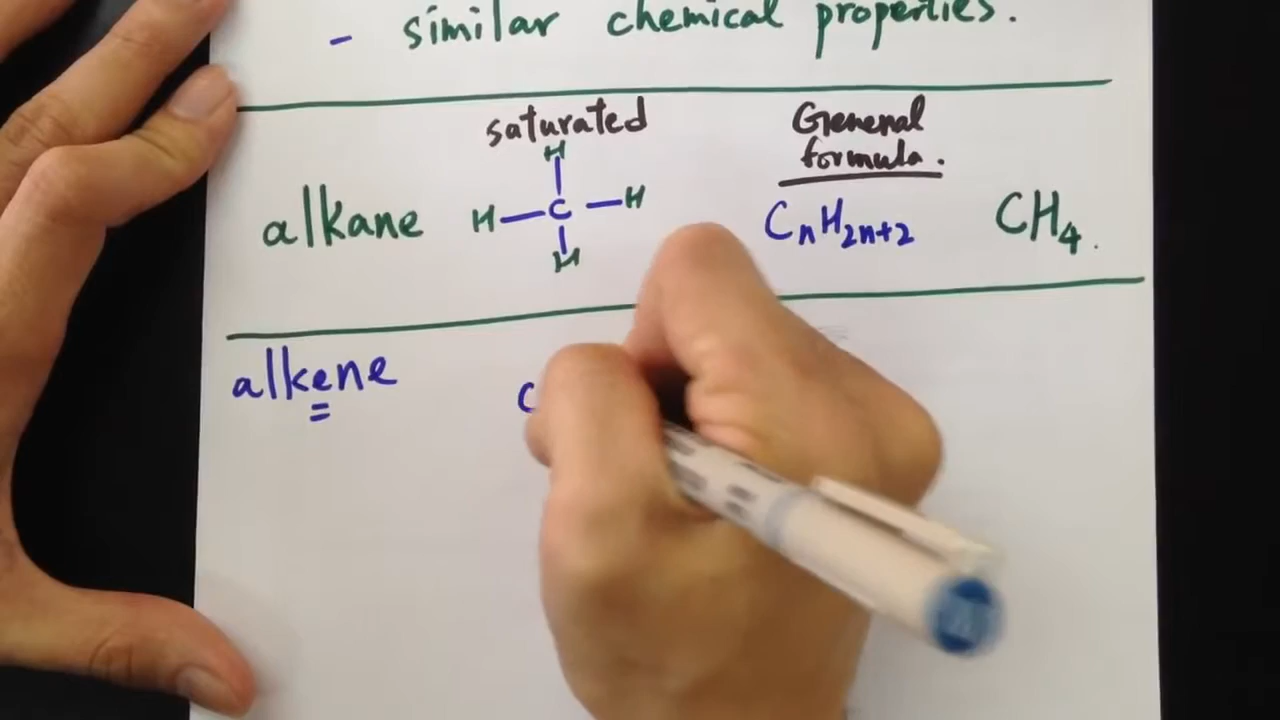 - similar chemical properties.
saturated
General
formula.
H
alkane H—C—H CnH2n+2 CH4.
H
alkene C